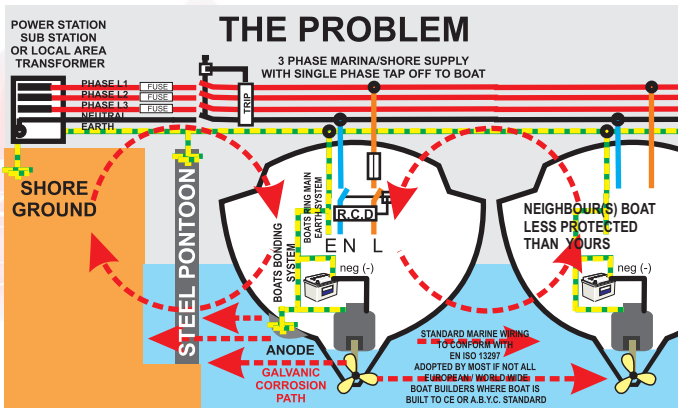 THE PROBLEM
POWER STATION
SUB STATION
OR LOCAL AREA
TRANSFORMER
3 PHASE MARINA/SHORE SUPPLY
WITH SINGLE PHASE TAP OFF TO BOAT
PHASE L1
PHASE L2
PHASE L3
NEUTRAL
EARTH
FUSE
FUSE
FUSE
TRIP
SHORE
GROUND
STEEL PONTOON
BOATS BONDING
SYSTEM
BOATS RING MAIN
EARTH SYSTEM
R.C.D
E N L
neg (-)
NEIGHBOUR(S) BOAT
LESS PROTECTED
THAN YOURS
neg (-)
ANODE
GALVANIC
CORROSION
PATH
STANDARD MARINE WIRING
TO CONFORM WITH
EN ISO 13297
ADOPTED BY MOST IF NOT ALL
EUROPEAN / WORLD WIDE
BOAT BUILDERS WHERE BOAT IS
BUILT TO CE OR A.B.Y.C. STANDARD